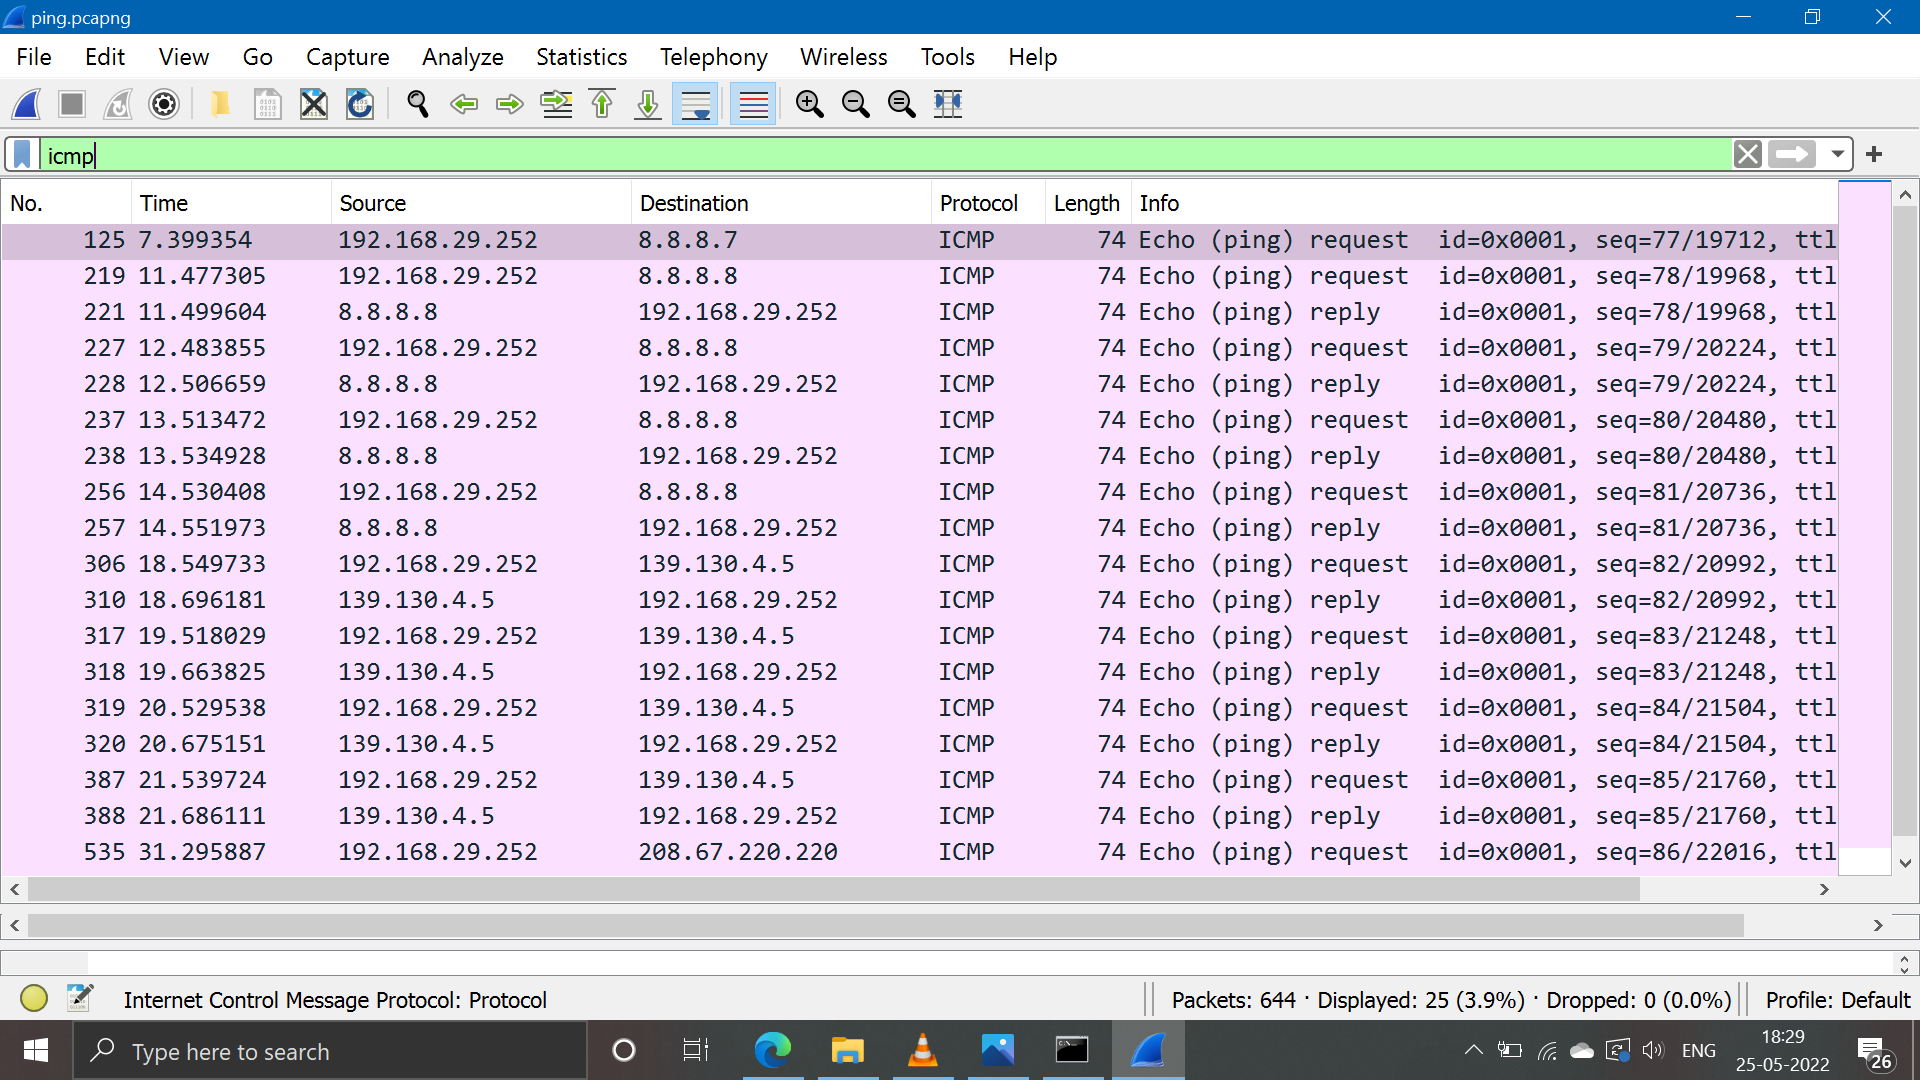 ping.pcapng
File Edit View Go Capture Analyze Statistics Telephony Wireless Tools Help
icmp
No. Time Source Destination Protocol Length Info
125 7.399354 192.168.29.252 8.8.8.7 ICMP 74 Echo (ping) request id=0x0001, seq=77/19712, ttl
219 11.477305 192.168.29.252 8.8.8.8 ICMP 74 Echo (ping) request id=0x0001, seq=78/19968, ttl
221 11.499604 8.8.8.8 192.168.29.252 ICMP 74 Echo (ping) reply id=0x0001, seq=78/19968, ttl
227 12.483855 192.168.29.252 8.8.8.8 ICMP 74 Echo (ping) request id=0x0001, seq=79/20224, ttl
228 12.506659 8.8.8.8 192.168.29.252 ICMP 74 Echo (ping) reply id=0x0001, seq=79/20224, ttl
237 13.513472 192.168.29.252 8.8.8.8 ICMP 74 Echo (ping) request id=0x0001, seq=80/20480, ttl
238 13.534928 8.8.8.8 192.168.29.252 ICMP 74 Echo (ping) reply id=0x0001, seq=80/20480, ttl
256 14.530408 192.168.29.252 8.8.8.8 ICMP 74 Echo (ping) request id=0x0001, seq=81/20736, ttl
257 14.551973 8.8.8.8 192.168.29.252 ICMP 74 Echo (ping) reply id=0x0001, seq=81/20736, ttl
306 18.549733 192.168.29.252 139.130.4.5 ICMP 74 Echo (ping) request id=0x0001, seq=82/20992, ttl
310 18.696181 139.130.4.5 192.168.29.252 ICMP 74 Echo (ping) reply id=0x0001, seq=82/20992, ttl
317 19.518029 192.168.29.252 139.130.4.5 ICMP 74 Echo (ping) request id=0x0001, seq=83/21248, ttl
318 19.663825 139.130.4.5 192.168.29.252 ICMP 74 Echo (ping) reply id=0x0001, seq=83/21248, ttl
319 20.529538 192.168.29.252 139.130.4.5 ICMP 74 Echo (ping) request id=0x0001, seq=84/21504, ttl
320 20.675151 139.130.4.5 192.168.29.252 ICMP 74 Echo (ping) reply id=0x0001, seq=84/21504, ttl
387 21.539724 192.168.29.252 139.130.4.5 ICMP 74 Echo (ping) request id=0x0001, seq=85/21760, ttl
388 21.686111 139.130.4.5 192.168.29.252 ICMP 74 Echo (ping) reply id=0x0001, seq=85/21760, ttl
535 31.295887 192.168.29.252 208.67.220.220 ICMP 74 Echo (ping) request id=0x0001, seq=86/22016, ttl
Internet Control Message Protocol: Protocol Packets: 644 · Displayed: 25 (3.9%) · Dropped: 0 (0.0%) Profile: Default
Type here to search ENG 18:29
25-05-2022 26